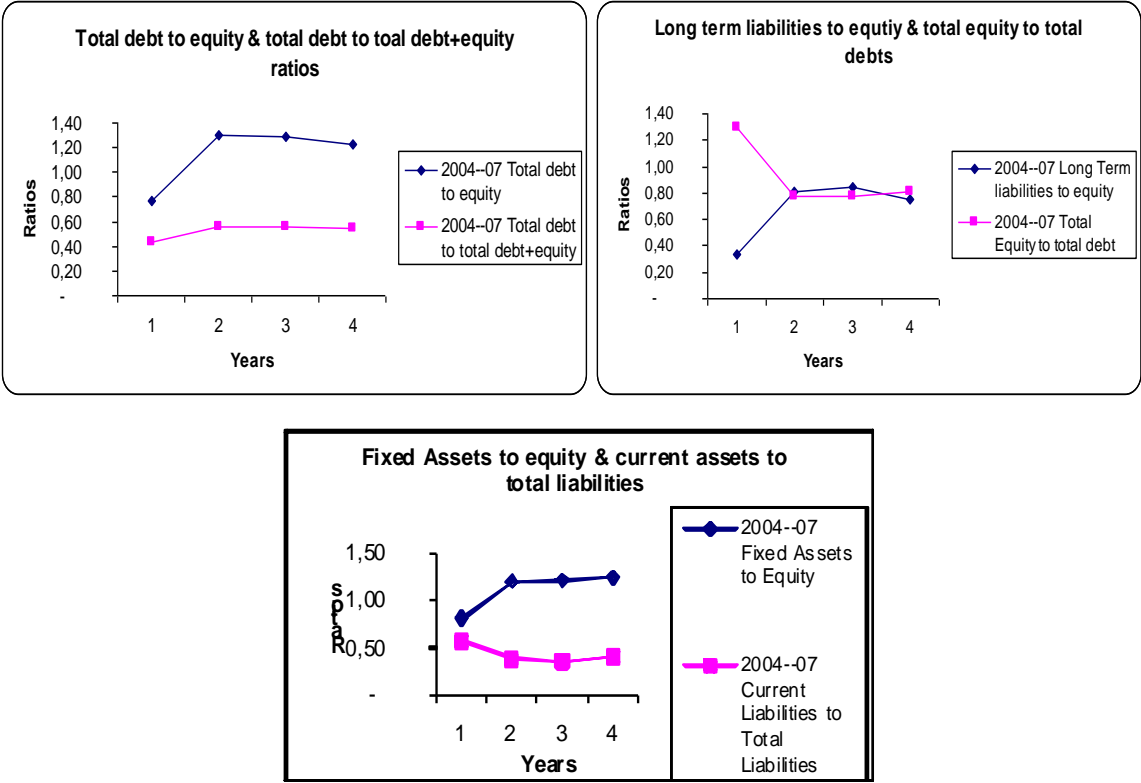 Total debt to equity & total debt to toal debt+equity
ratios
1,40
1,20
1,00
0,80
0,60
0,40
0,20
-
Ratios
1 2 3 4
Years
2004--07 Total debt
to equity
2004--07 Total debt
to total debt+equity
Long term liabilities to equtiy & total equity to total
debts
1,40
1,20
1,00
0,80
0,60
0,40
0,20
-
Ratios
1 2 3 4
Years
2004--07 Long Term
liabilities to equity
2004--07 Total
Equity to total debt
Fixed Assets to equity & current assets to
total liabilities
1,50
1,00
0,50
-
Ratios
1 2 3 4
Years
2004--07
Fixed Assets
to Equity
2004--07
Current
Liabilities to
Total
Liabilities